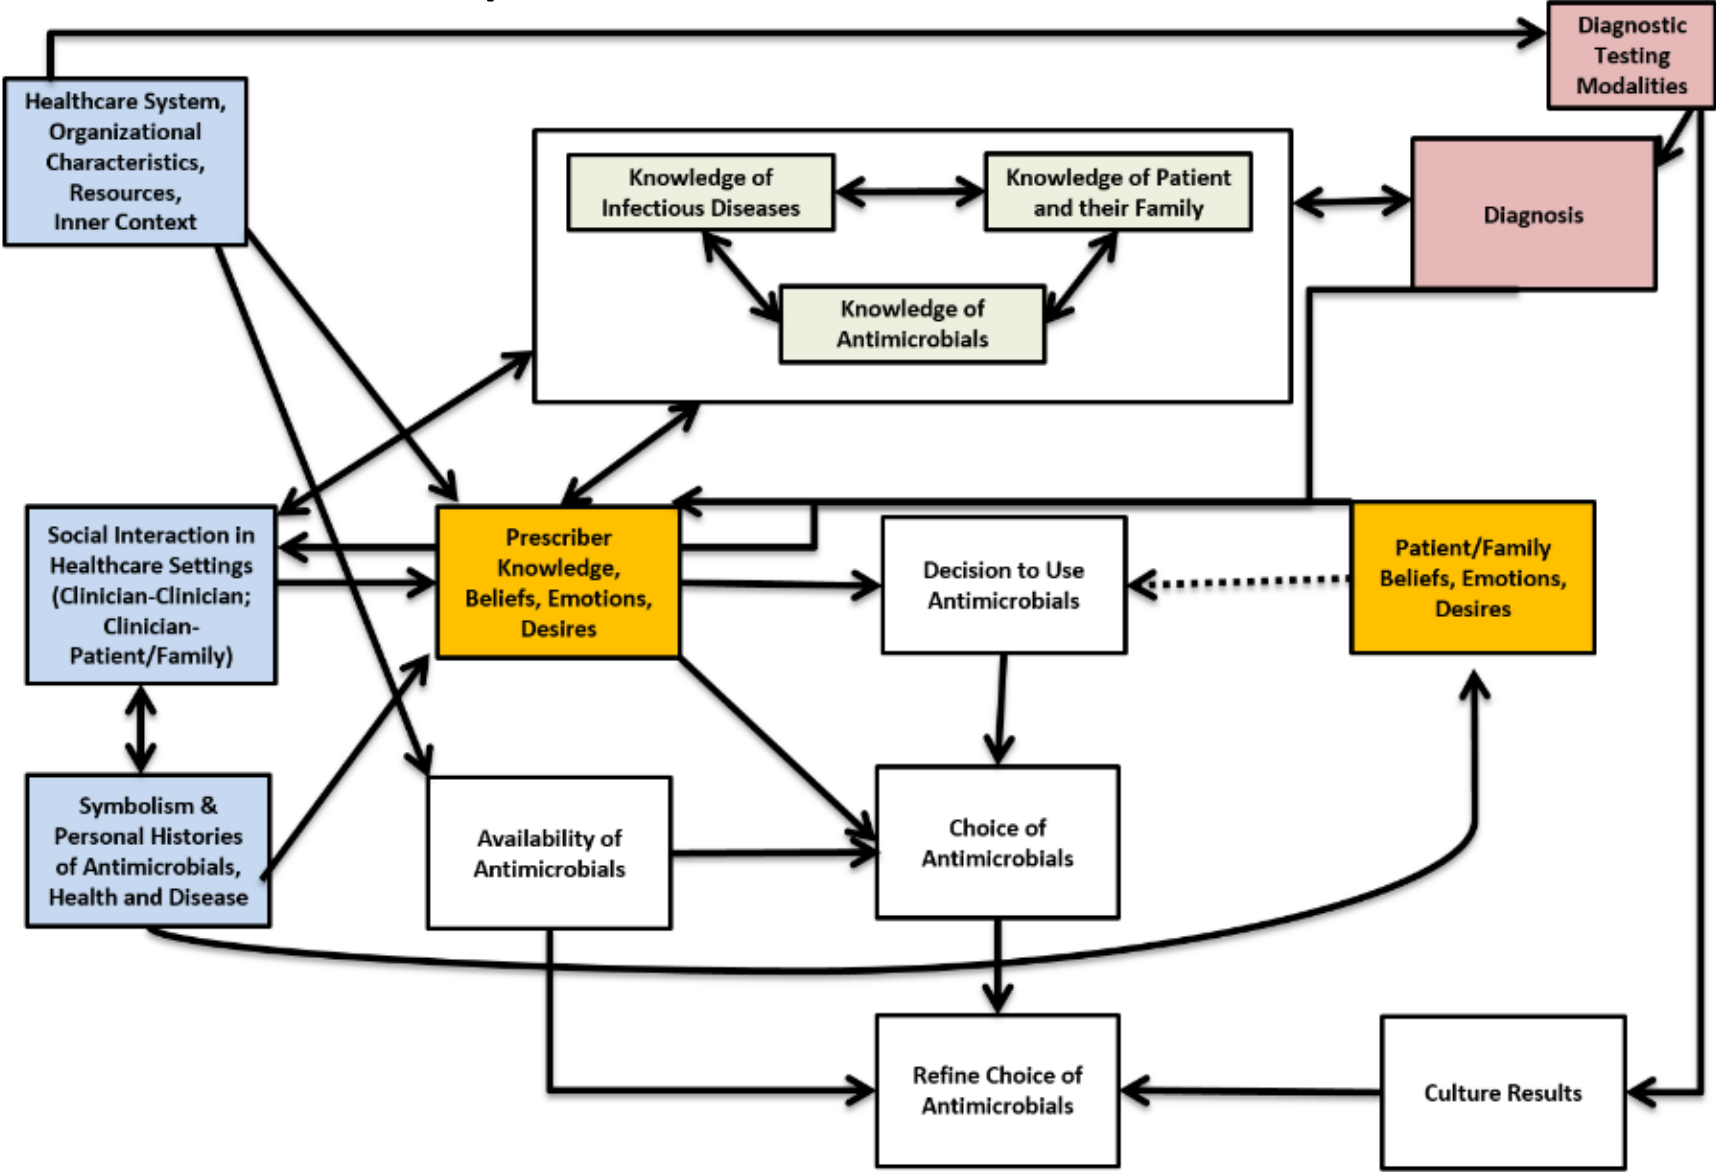 Diagnostic
Testing
Modalities
Healthcare System,
Organizational
Characteristics,
Resources,
Inner Context
Knowledge of
Infectious Diseases
Knowledge of Patient
and their Family
Diagnosis
Knowledge of
Antimicrobials
Social Interaction in
Healthcare Settings
(Clinician-Clinician;
Clinician-
Patient/Family)
Prescriber
Knowledge,
Beliefs, Emotions,
Desires
Decision to Use
Antimicrobials
Patient/Family
Beliefs, Emotions,
Desires
Symbolism &
Personal Histories
of Antimicrobials,
Health and Disease
Availability of
Antimicrobials
Choice of
Antimicrobials
Refine Choice of
Antimicrobials
Culture Results